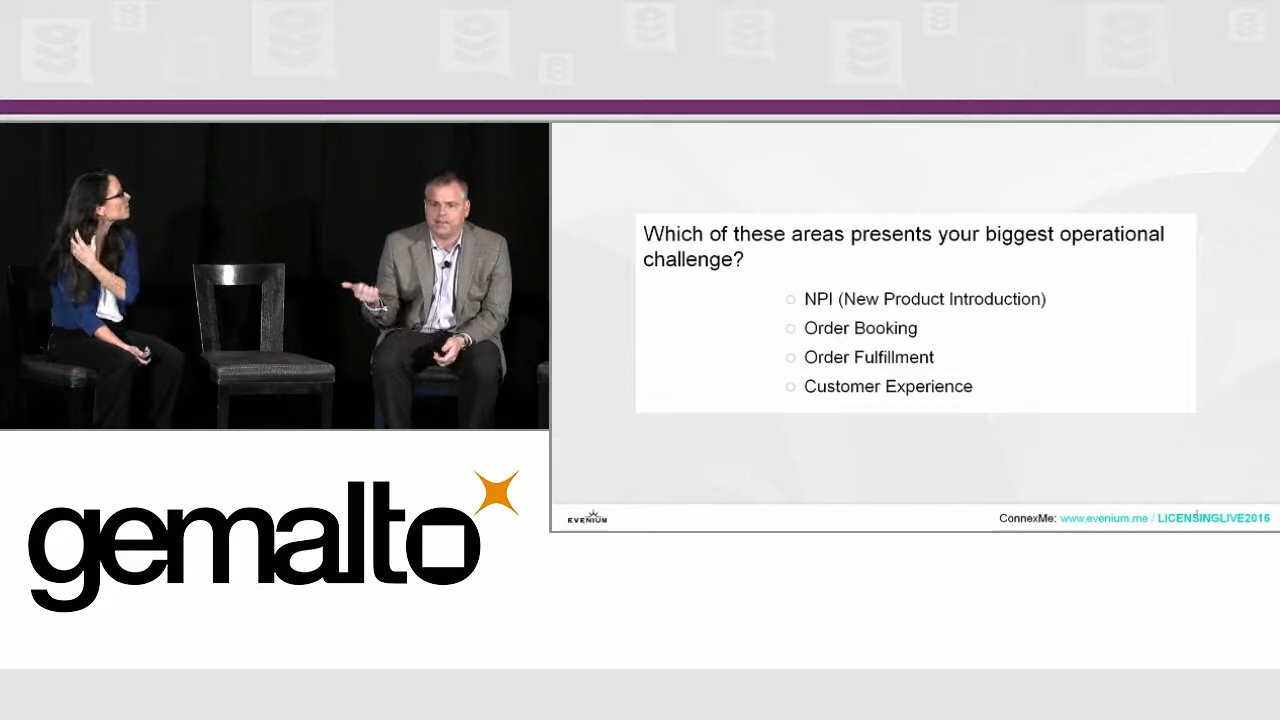 Which of these areas presents your biggest operational
challenge?
NPI (New Product Introduction)
Order Booking
Order Fulfillment
Customer Experience
gemalto
EVENIUM
ConnexMe: www.evenium.me / LICENSINGLIVE2016